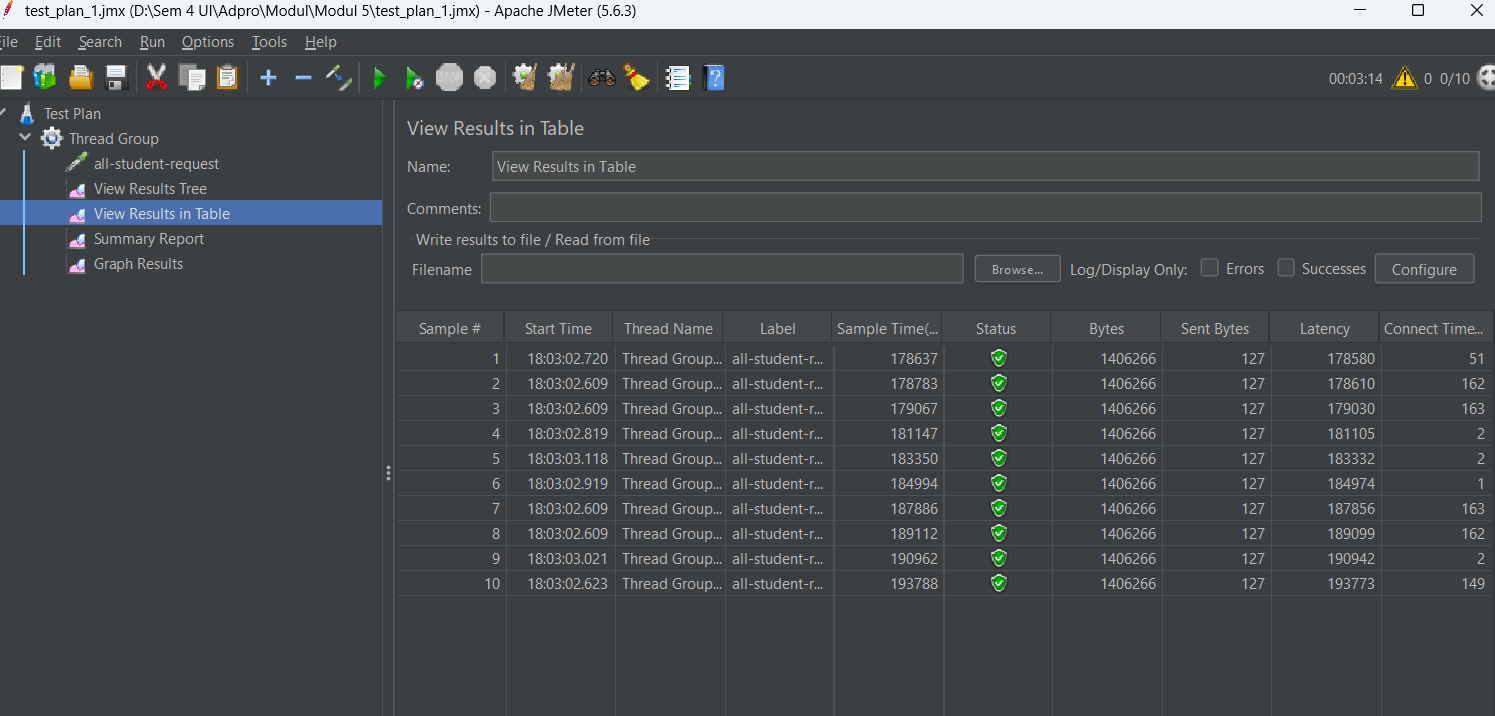 test_plan_1.jmx (D:\Sem 4 UI\Adpro\Modul\Modul 5\test_plan_1.jmx) - Apache JMeter (5.6.3)
File Edit Search Run Options Tools Help
STOP 00:03:14 0 0/10
Test Plan
Thread Group
all-student-request
View Results Tree
View Results in Table
Summary Report
Graph Results
View Results in Table
Name: View Results in Table
Comments:
Write results to file / Read from file
Filename Browse... Log/Display Only: Errors Successes Configure
Sample # Start Time Thread Name Label Sample Time(... Status Bytes Sent Bytes Latency Connect Time...
1 18:03:02.720 Thread Group... all-student-r... 178637 1406266 127 178580 51
2 18:03:02.609 Thread Group... all-student-r... 178783 1406266 127 178610 162
3 18:03:02.609 Thread Group... all-student-r... 179067 1406266 127 179030 163
4 18:03:02.819 Thread Group... all-student-r... 181147 1406266 127 181105 2
5 18:03:03.118 Thread Group... all-student-r... 183350 1406266 127 183332 2
6 18:03:02.919 Thread Group... all-student-r... 184994 1406266 127 184974 1
7 18:03:02.609 Thread Group... all-student-r... 187886 1406266 127 187856 163
8 18:03:02.609 Thread Group... all-student-r... 189112 1406266 127 189099 162
9 18:03:03.021 Thread Group... all-student-r... 190962 1406266 127 190942 2
10 18:03:02.623 Thread Group... all-student-r... 193788 1406266 127 193773 149